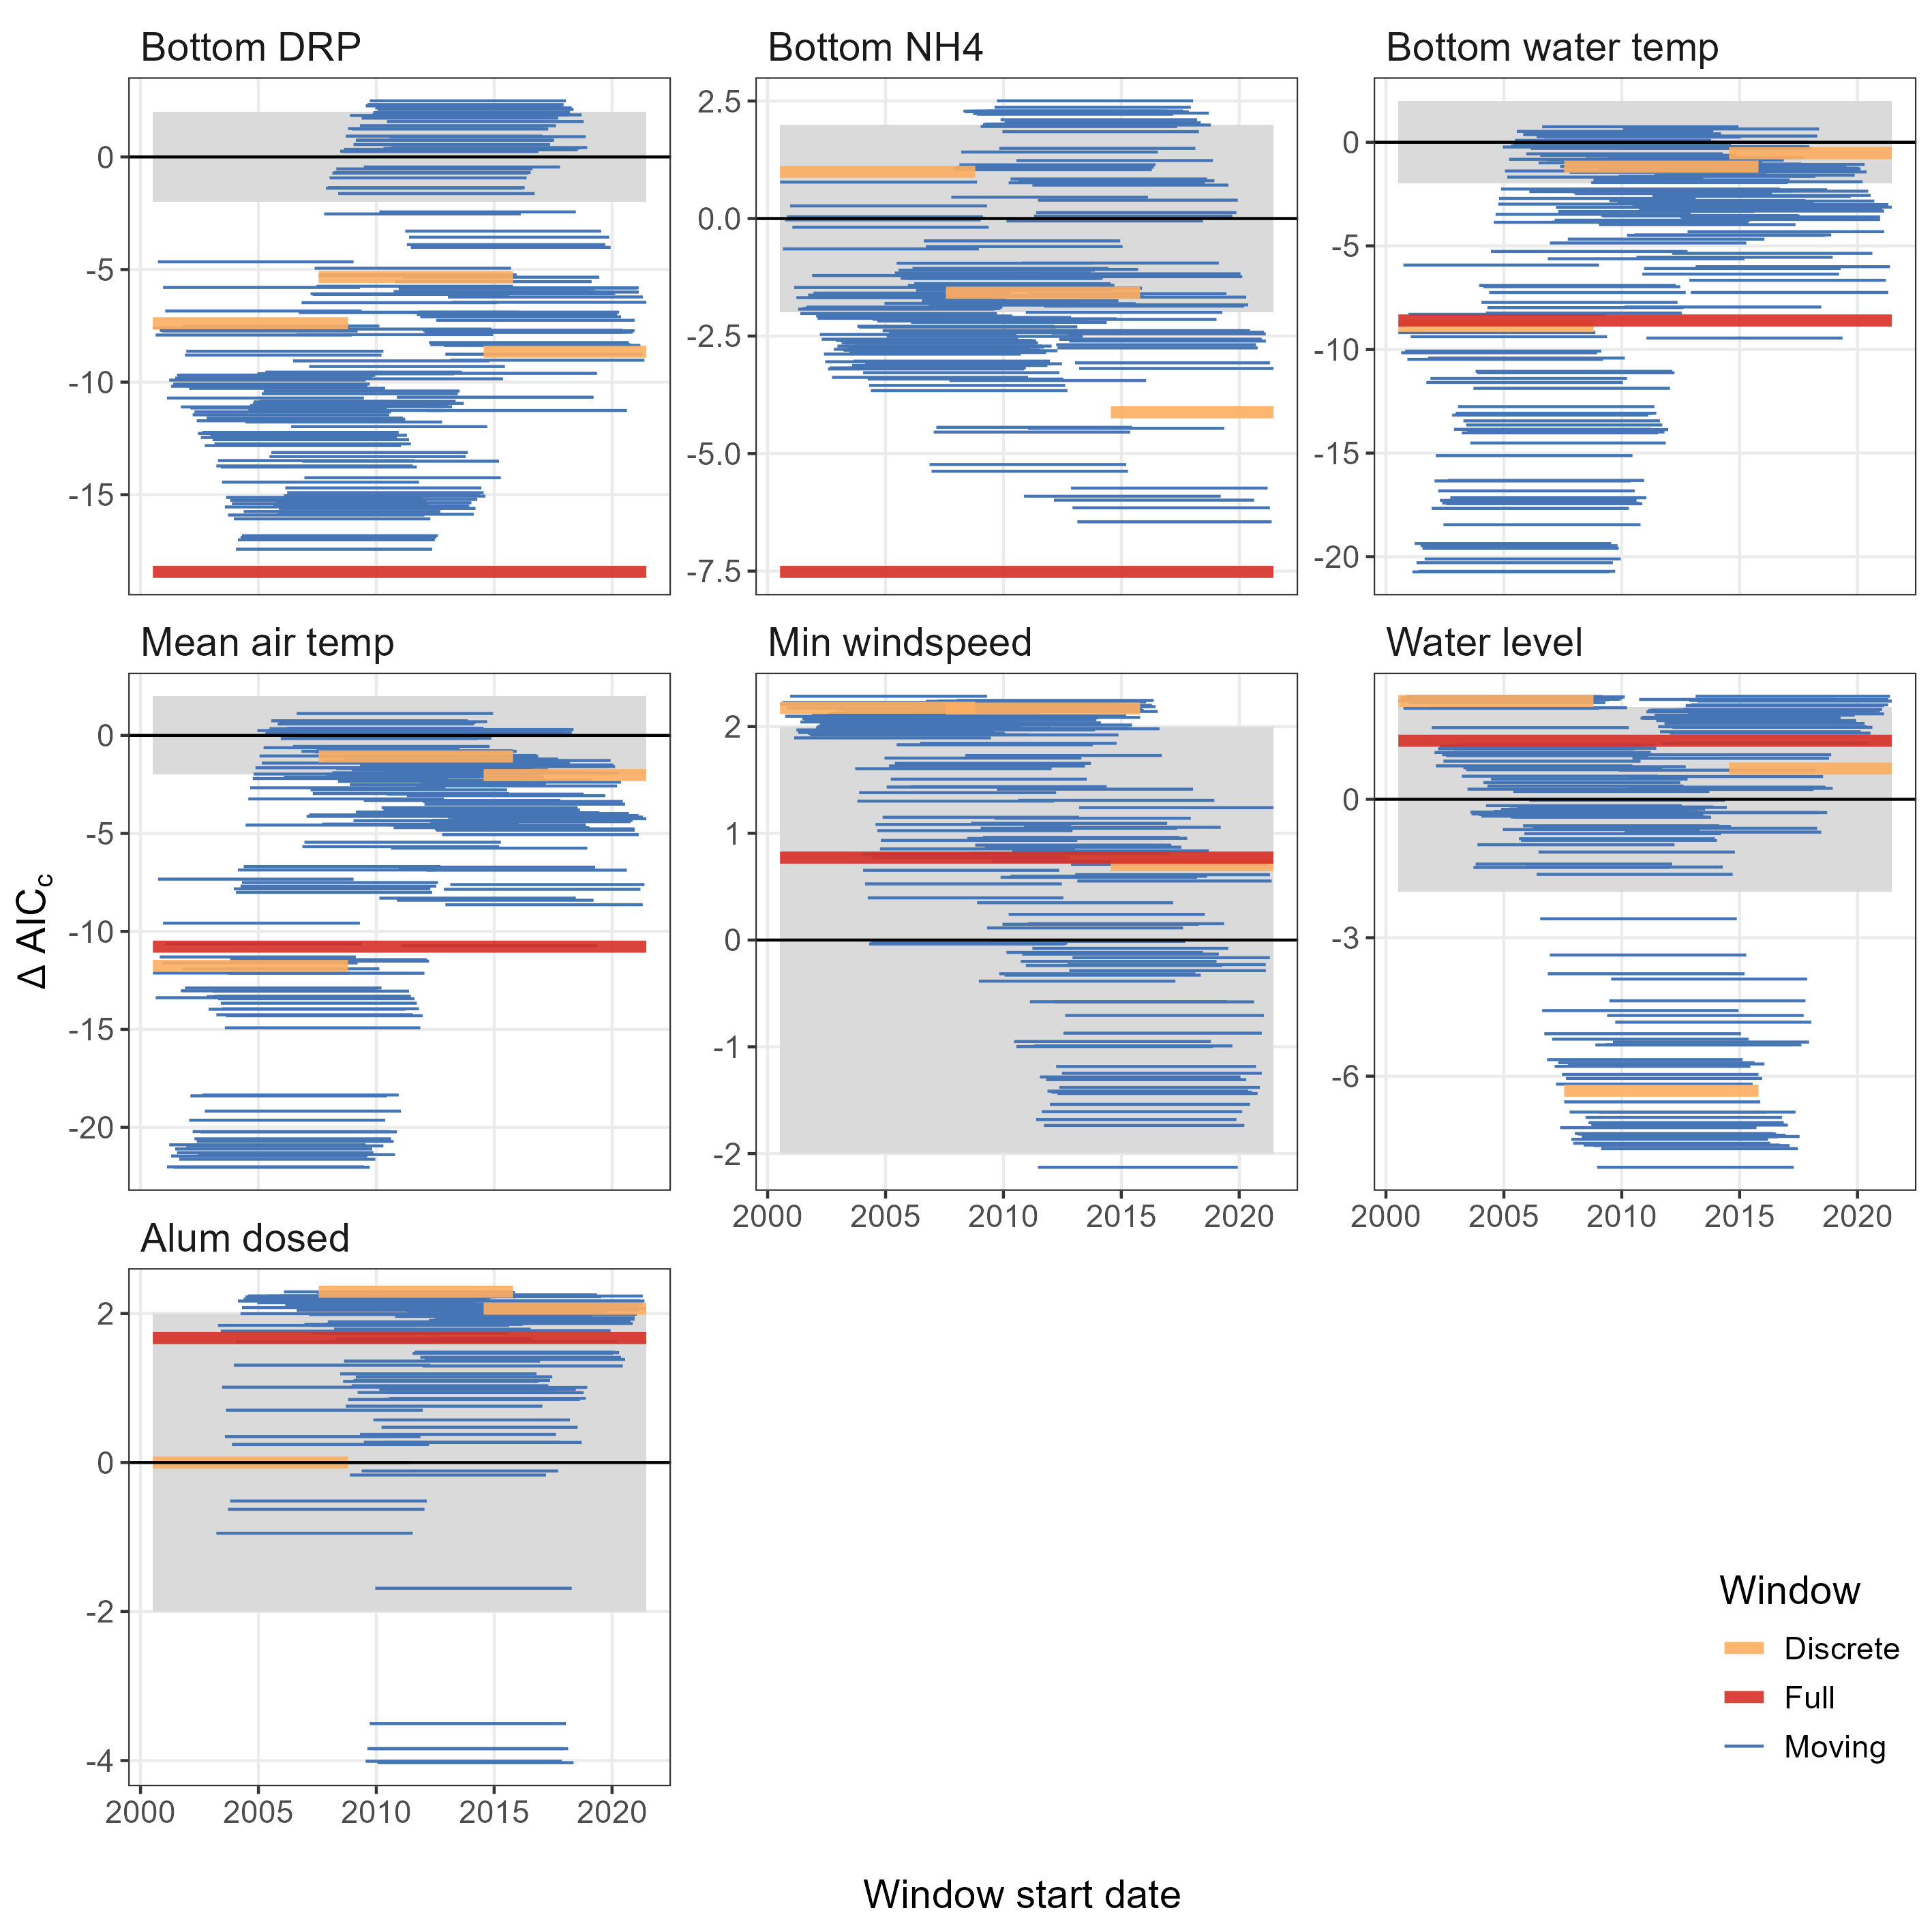 Bottom DRP
Bottom NH4
Bottom water temp
0
-5
-10
-15
2.5
0.0
-2.5
-5.0
-7.5
0
-5
-10
-15
-20
Mean air temp
Min windspeed
Water level
0
-5
-10
-15
-20
2
1
0
-1
-2
0
-3
-6
2000 2005 2010 2015 2020
2000 2005 2010 2015 2020
Alum dosed
2
0
-2
-4
2000 2005 2010 2015 2020
Δ AICc
Window start date
Window
Discrete
Full
Moving